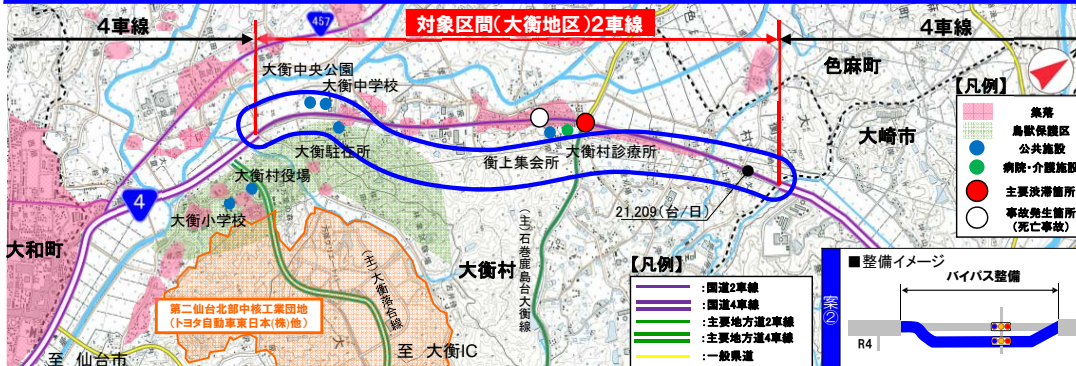 4車線
457
対象区間(大衡地区)2車線
4車線
大衡中央公園
大衡中学校
色麻町
【凡例】
集落
鳥獣保護区
公共施設
病院・介護施設
主要渋滞箇所
事故発生箇所
(死亡事故)
大崎市
大衡駐在所
衡上集会所
大衡村診療所
大衡村役場
4
大衡小学校
21,209(台/日)
大和町
大衡村
(主)石巻鹿島台大衡線
(主)大衡落合線
第二仙台北部中核工業団地
(トヨタ自動車東日本(株)他)
至 仙台市
至 大衡IC
【凡例】
:国道2車線
:国道4車線
:主要地方道2車線
:主要地方道4車線
:一般県道
案②
■整備イメージ
バイパス整備
R4